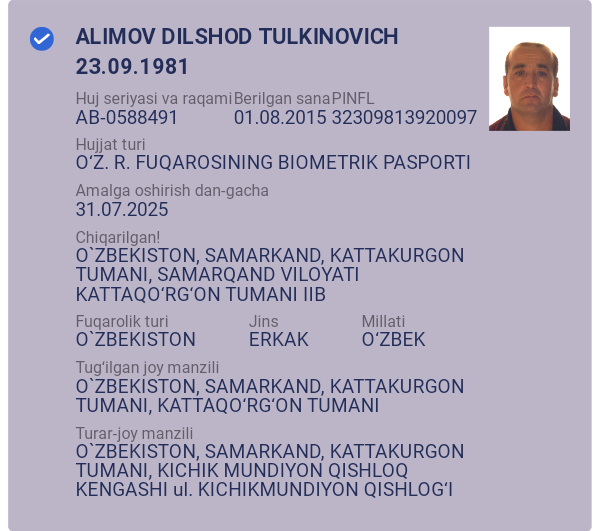 ALIMOV DILSHOD TULKINOVICH
23.09.1981
Huj seriyasi va raqami Berilgan sana PINFL
AB-0588491 01.08.2015 32309813920097
Hujjat turi
O‘Z. R. FUQAROSINING BIOMETRIK PASPORTI
Amalga oshirish dan-gacha
31.07.2025
Chiqarilgan!
O`ZBEKISTON, SAMARKAND, KATTAKURGON
TUMANI, SAMARQAND VILOYATI
KATTAQO‘RG‘ON TUMANI IIB
Fuqarolik turi Jins Millati
O`ZBEKISTON ERKAK O‘ZBEK
Tug‘ilgan joy manzili
O`ZBEKISTON, SAMARKAND, KATTAKURGON
TUMANI, KATTAQO‘RG‘ON TUMANI
Turar-joy manzili
O`ZBEKISTON, SAMARKAND, KATTAKURGON
TUMANI, KICHIK MUNDIYON QISHLOQ
KENGASHI ul. KICHIKMUNDIYON QISHLOG‘I